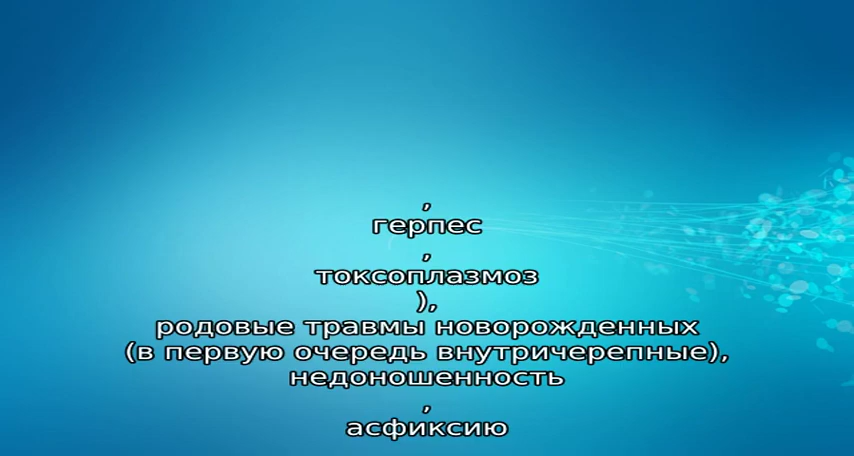 ,
герпес
,
токсоплазмоз
),
родовые травмы новорожденных
(в первую очередь внутричерепные),
недоношенность
,
асфиксию